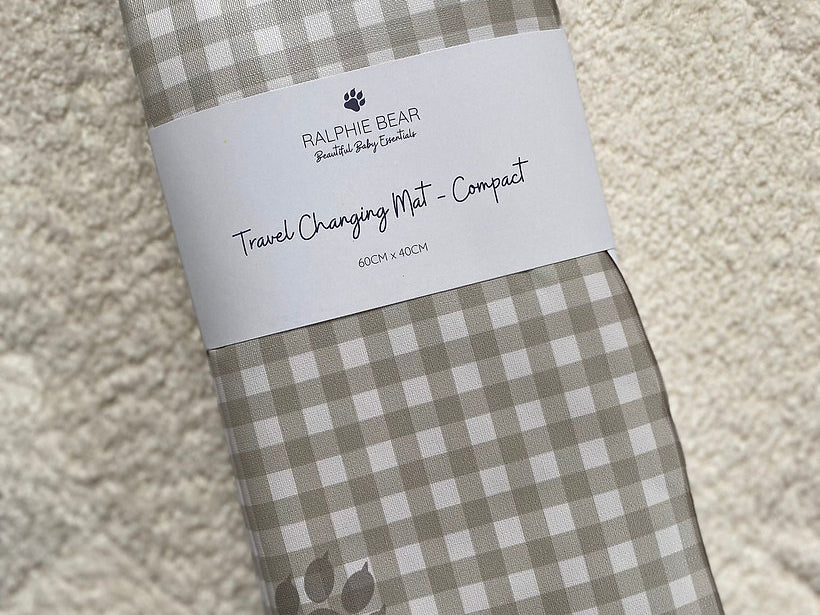 RALPHIE BEAR
Beautiful Baby Essentials
Travel Changing Mat - Compact
60CM x 40CM